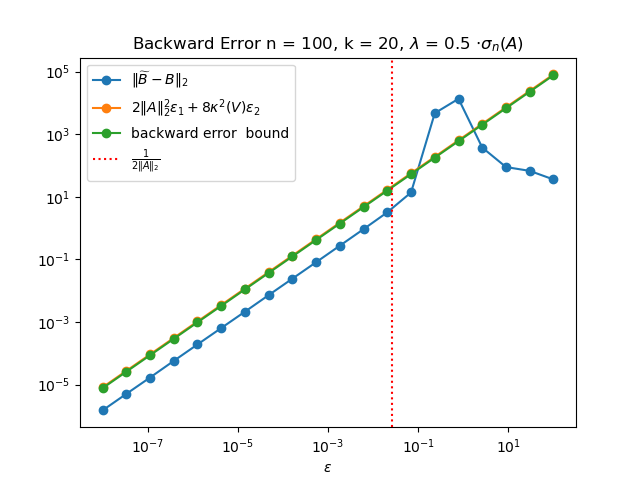 Backward Error n = 100, k = 20, λ = 0.5 ·σₙ(A)
10⁵
10³
10¹
10⁻¹
10⁻³
10⁻⁵
‖B̃ − B‖₂
2‖A‖₂²ε₁ + 8κ²(V)ε₂
backward error  bound
1/(2‖A‖₂)
10⁻⁷ 10⁻⁵ 10⁻³ 10⁻¹ 10¹
ε